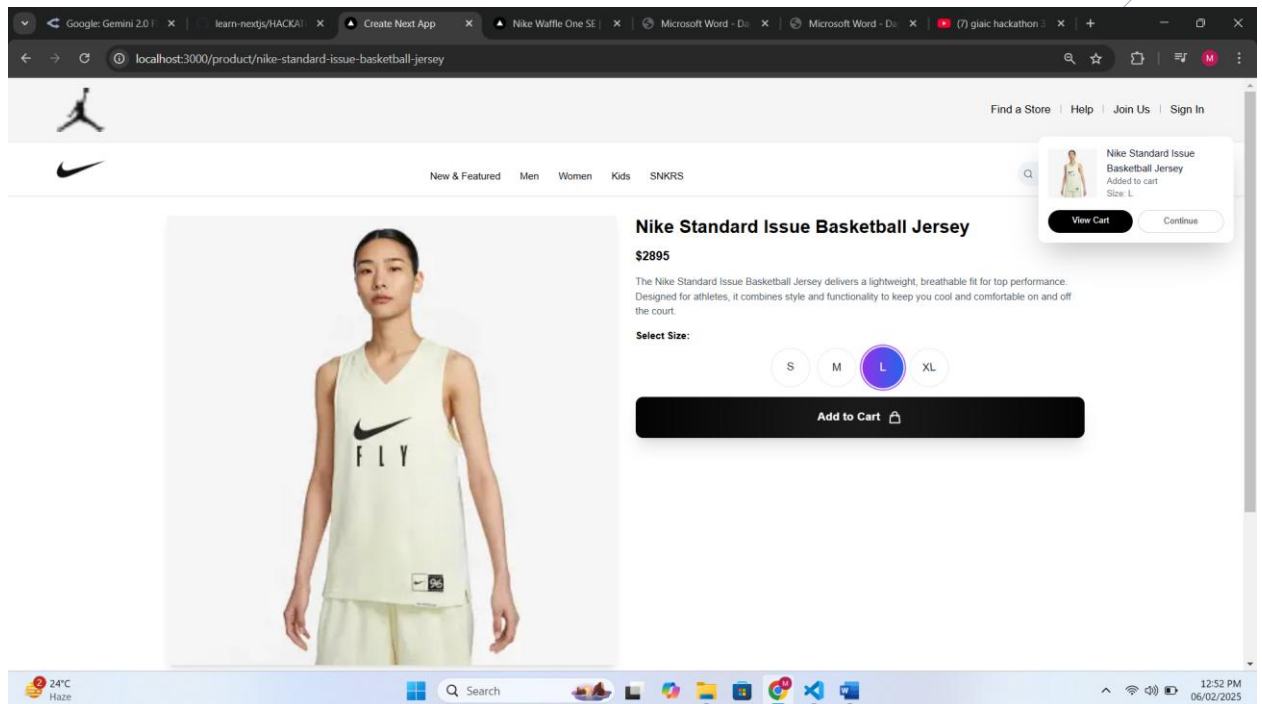 Google: Gemini 2.0 F
learn-nextjs/HACKAT
Create Next App
Nike Waffle One SE |
Microsoft Word - Da
Microsoft Word - Da
(7) giaic hackathon 3
localhost:3000/product/nike-standard-issue-basketball-jersey
M
Find a Store | Help | Join Us | Sign In
New & Featured Men Women Kids SNKRS
Nike Standard Issue
Basketball Jersey
Added to cart
Size: L
View Cart
Continue
Nike Standard Issue Basketball Jersey
$2895
The Nike Standard Issue Basketball Jersey delivers a lightweight, breathable fit for top performance.
Designed for athletes, it combines style and functionality to keep you cool and comfortable on and off
the court.
Select Size:
S M L XL
Add to Cart
FLY
96
2
24°C
Haze
Search
M
12:52 PM
06/02/2025